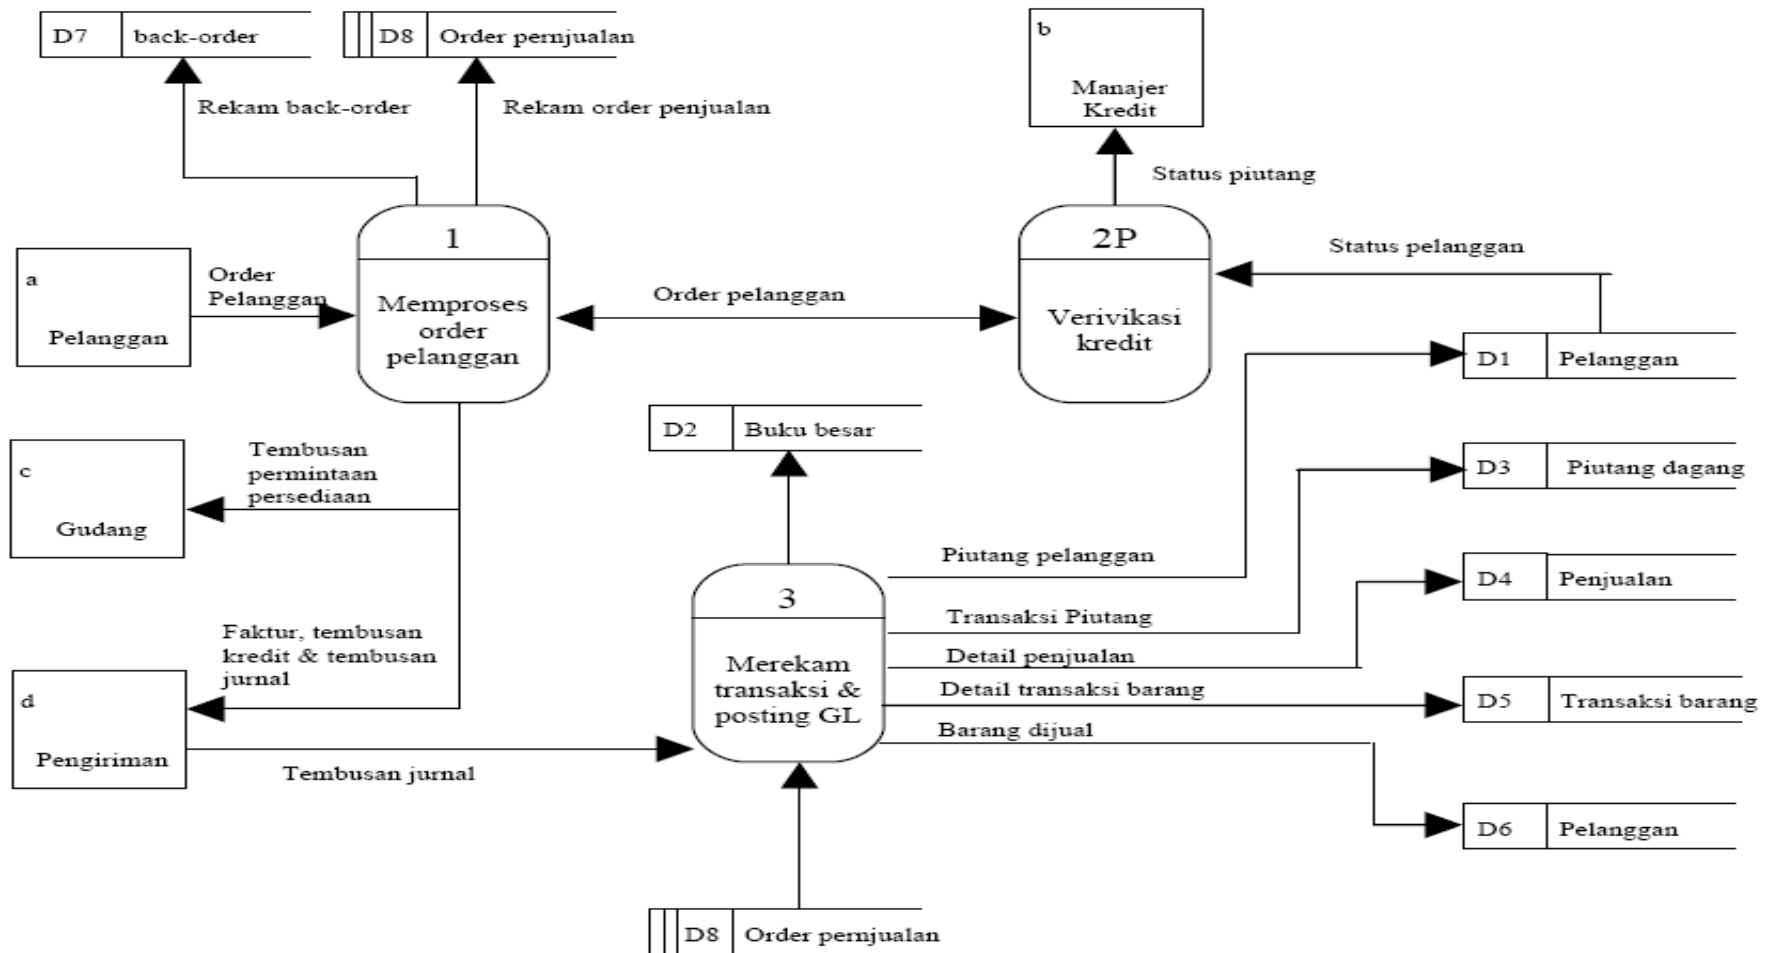 D7 back-order
D8 Order pernjualan
b
Manajer
Kredit
Rekam back-order
Rekam order penjualan
Status piutang
1
Memproses
order
pelanggan
2P
Verivikasi
kredit
Status pelanggan
a
Pelanggan
Order
Pelanggan
Order pelanggan
D1 Pelanggan
D2 Buku besar
c
Gudang
Tembusan
permintaan
persediaan
D3 Piutang dagang
Piutang pelanggan
D4 Penjualan
3
Merekam
transaksi &
posting GL
Transaksi Piutang
Detail penjualan
Detail transaksi barang
Barang dijual
Faktur, tembusan
kredit & tembusan
jurnal
d
Pengiriman
D5 Transaksi barang
Tembusan jurnal
D6 Pelanggan
D8 Order pernjualan